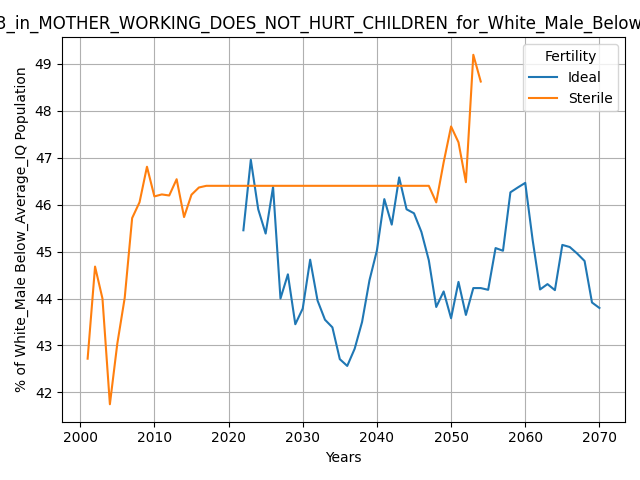 3_in_MOTHER_WORKING_DOES_NOT_HURT_CHILDREN_for_White_Male_Below
Fertility
Ideal
Sterile
49
48
47
46
45
44
43
42
% of White_Male Below_Average_IQ Population
2000 2010 2020 2030 2040 2050 2060 2070
Years